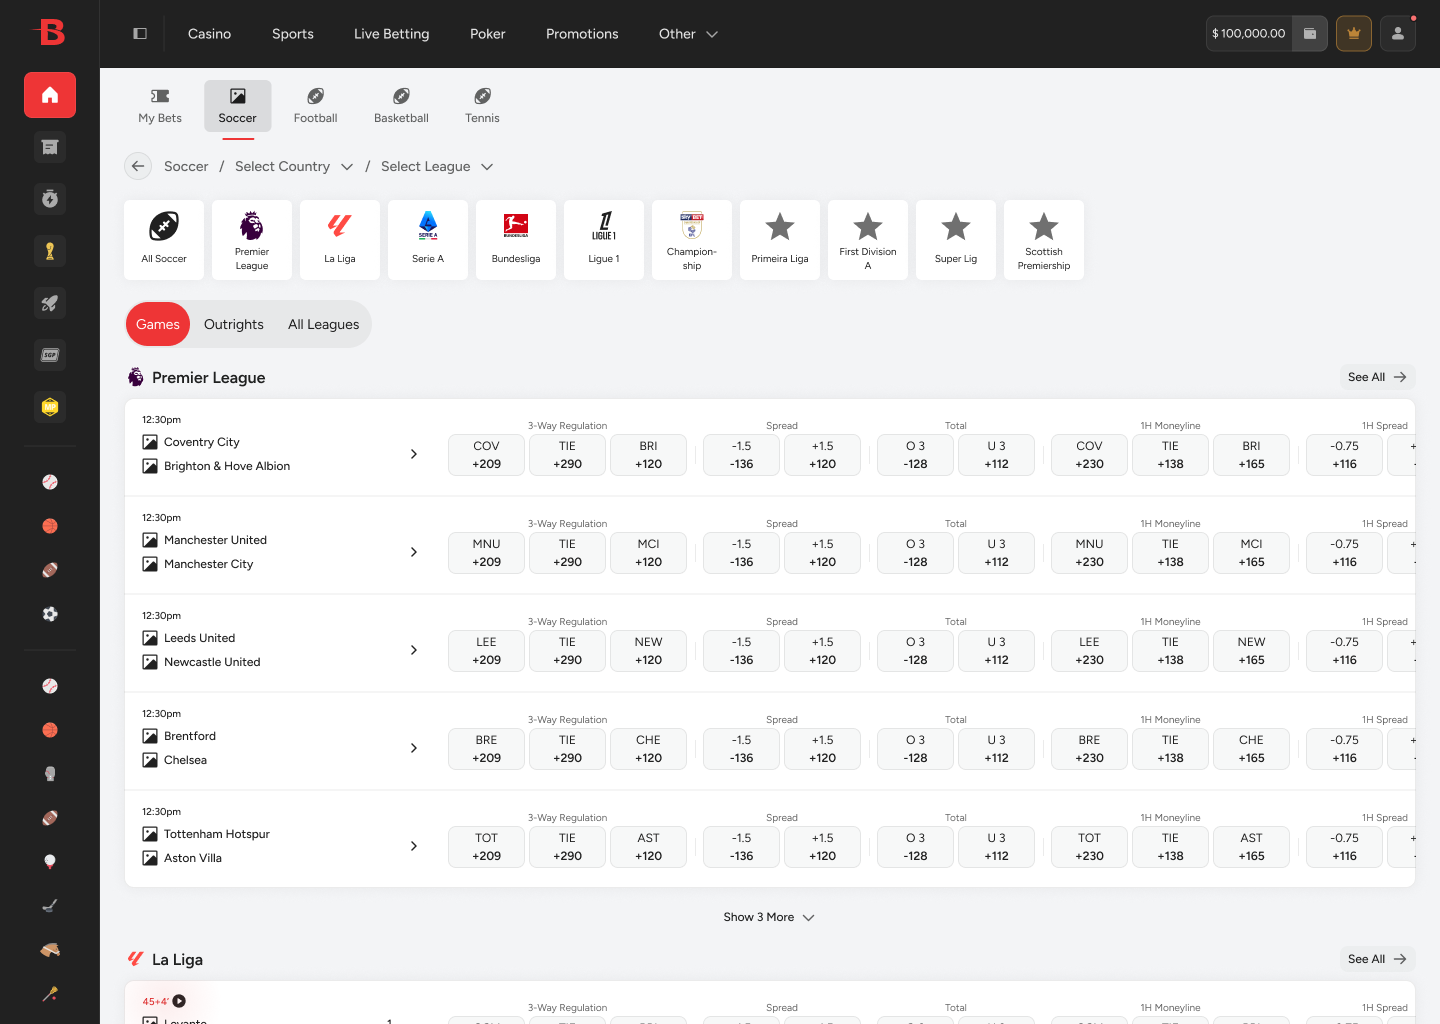 B
Casino Sports Live Betting Poker Promotions Other
$ 100,000.00
My Bets Soccer Football Basketball Tennis
Soccer / Select Country / Select League
All Soccer
Premier
League
La Liga
SERIE A
Serie A
BUNDESLIGA
Bundesliga
LIGUE 1
Ligue 1
SKY BET
EFL
Champion-
ship
Primeira Liga
First Division
A
Super Lig
Scottish
Premiership
SGP
MP
Games Outrights All Leagues
Premier League See All
12:30pm
Coventry City
Brighton & Hove Albion
3-Way Regulation Spread Total 1H Moneyline 1H Spread
COV TIE BRI -1.5 +1.5 O 3 U 3 COV TIE BRI -0.75 +
+209 +290 +120 -136 +120 -128 +112 +230 +138 +165 +116 -
12:30pm
Manchester United
Manchester City
3-Way Regulation Spread Total 1H Moneyline 1H Spread
MNU TIE MCI -1.5 +1.5 O 3 U 3 MNU TIE MCI -0.75 +
+209 +290 +120 -136 +120 -128 +112 +230 +138 +165 +116 -
12:30pm
Leeds United
Newcastle United
3-Way Regulation Spread Total 1H Moneyline 1H Spread
LEE TIE NEW -1.5 +1.5 O 3 U 3 LEE TIE NEW -0.75 +
+209 +290 +120 -136 +120 -128 +112 +230 +138 +165 +116 -
12:30pm
Brentford
Chelsea
3-Way Regulation Spread Total 1H Moneyline 1H Spread
BRE TIE CHE -1.5 +1.5 O 3 U 3 BRE TIE CHE -0.75 +
+209 +290 +120 -136 +120 -128 +112 +230 +138 +165 +116 -
12:30pm
Tottenham Hotspur
Aston Villa
3-Way Regulation Spread Total 1H Moneyline 1H Spread
TOT TIE AST -1.5 +1.5 O 3 U 3 TOT TIE AST -0.75 +
+209 +290 +120 -136 +120 -128 +112 +230 +138 +165 +116 -
Show 3 More
La Liga See All
45+4'
3-Way Regulation Spread Total 1H Moneyline 1H Spread
Levante 1